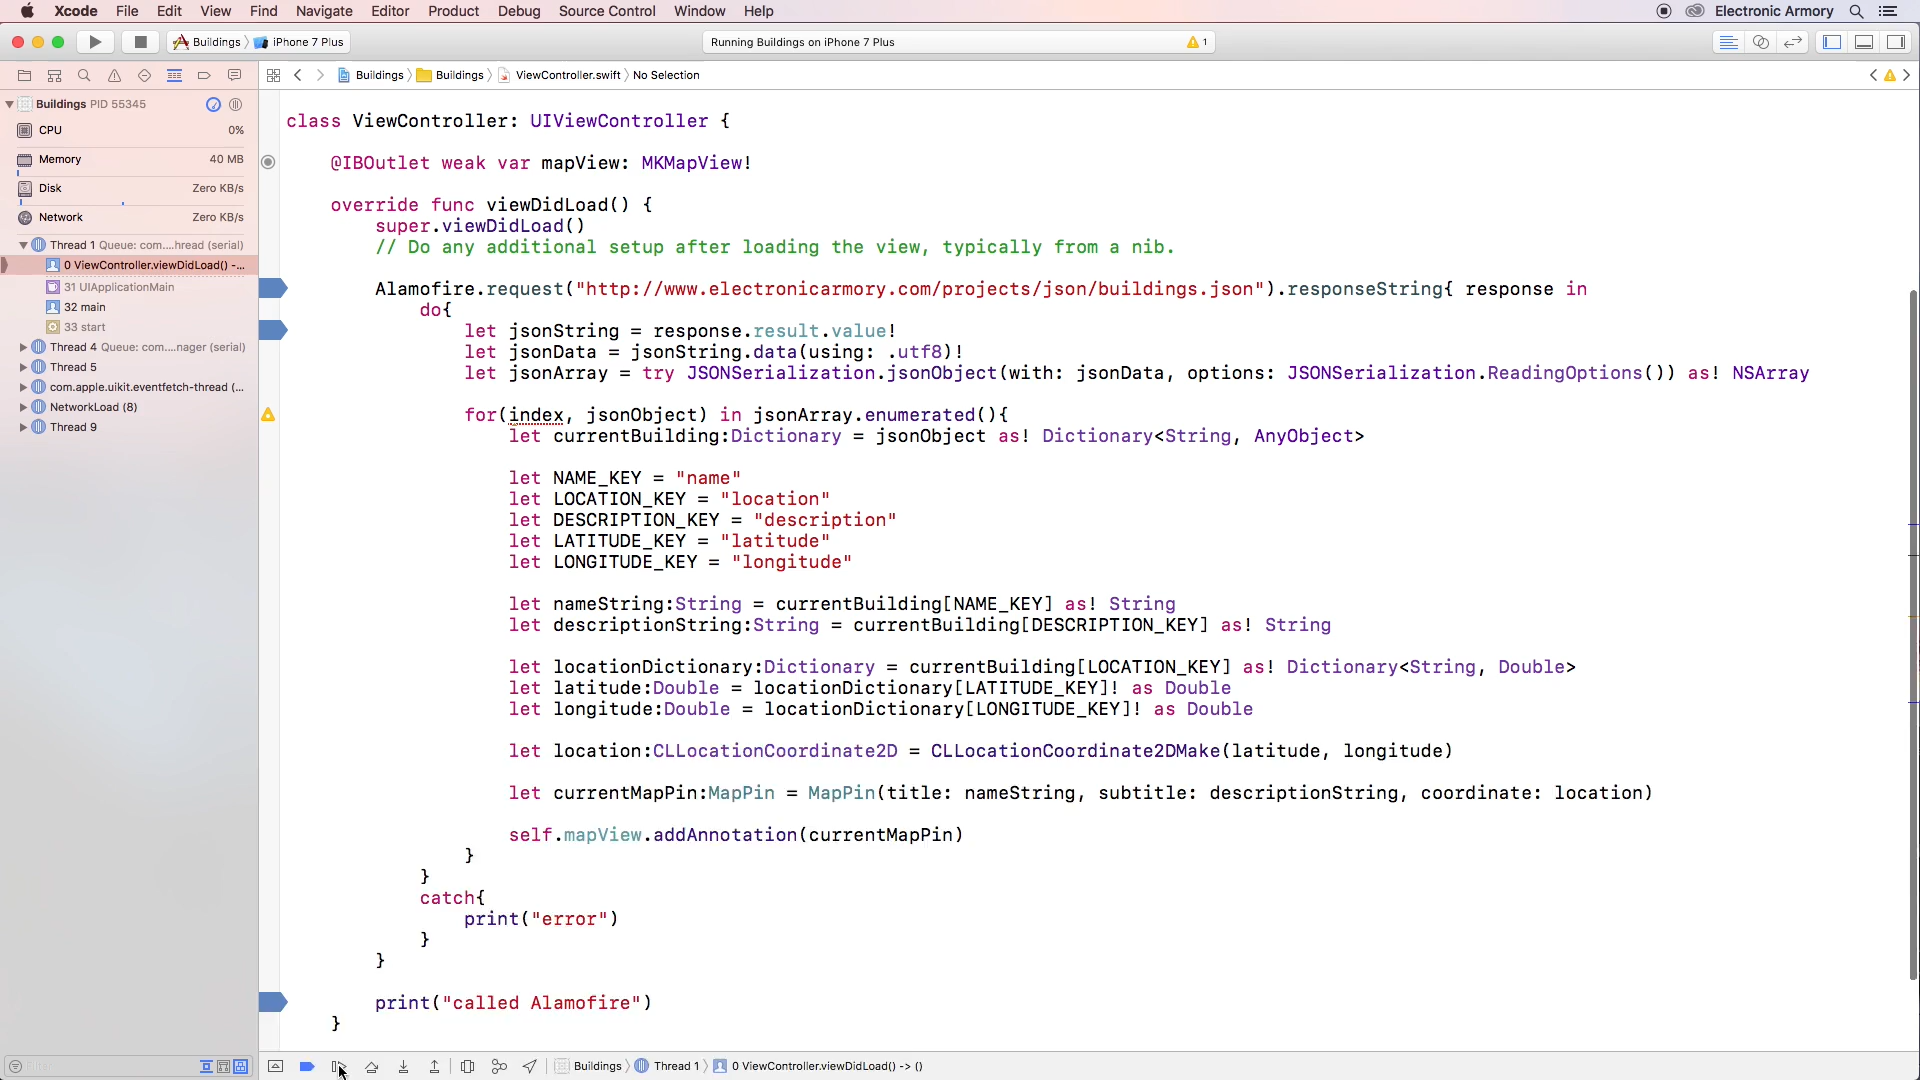 Xcode File Edit View Find Navigate Editor Product Debug Source Control Window Help Electronic Armory
Buildings iPhone 7 Plus Running Buildings on iPhone 7 Plus 1
Buildings Buildings ViewController.swift No Selection
Buildings PID 55345
CPU 0%
Memory 40 MB
Disk Zero KB/s
Network Zero KB/s
Thread 1 Queue: com....hread (serial)
0 ViewController.viewDidLoad() -...
31 UIApplicationMain
32 main
33 start
Thread 4 Queue: com....nager (serial)
Thread 5
com.apple.uikit.eventfetch-thread (...
NetworkLoad (8)
Thread 9
class ViewController: UIViewController {
@IBOutlet weak var mapView: MKMapView!
override func viewDidLoad() {
super.viewDidLoad()
// Do any additional setup after loading the view, typically from a nib.
Alamofire.request("http://www.electronicarmory.com/projects/json/buildings.json").responseString{ response in
do{
let jsonString = response.result.value!
let jsonData = jsonString.data(using: .utf8)!
let jsonArray = try JSONSerialization.jsonObject(with: jsonData, options: JSONSerialization.ReadingOptions()) as! NSArray
for(index, jsonObject) in jsonArray.enumerated(){
let currentBuilding:Dictionary = jsonObject as! Dictionary<String, AnyObject>
let NAME_KEY = "name"
let LOCATION_KEY = "location"
let DESCRIPTION_KEY = "description"
let LATITUDE_KEY = "latitude"
let LONGITUDE_KEY = "longitude"
let nameString:String = currentBuilding[NAME_KEY] as! String
let descriptionString:String = currentBuilding[DESCRIPTION_KEY] as! String
let locationDictionary:Dictionary = currentBuilding[LOCATION_KEY] as! Dictionary<String, Double>
let latitude:Double = locationDictionary[LATITUDE_KEY]! as Double
let longitude:Double = locationDictionary[LONGITUDE_KEY]! as Double
let location:CLLocationCoordinate2D = CLLocationCoordinate2DMake(latitude, longitude)
let currentMapPin:MapPin = MapPin(title: nameString, subtitle: descriptionString, coordinate: location)
self.mapView.addAnnotation(currentMapPin)
}
}
catch{
print("error")
}
}
print("called Alamofire")
}
Buildings Thread 1 0 ViewController.viewDidLoad() -> ()